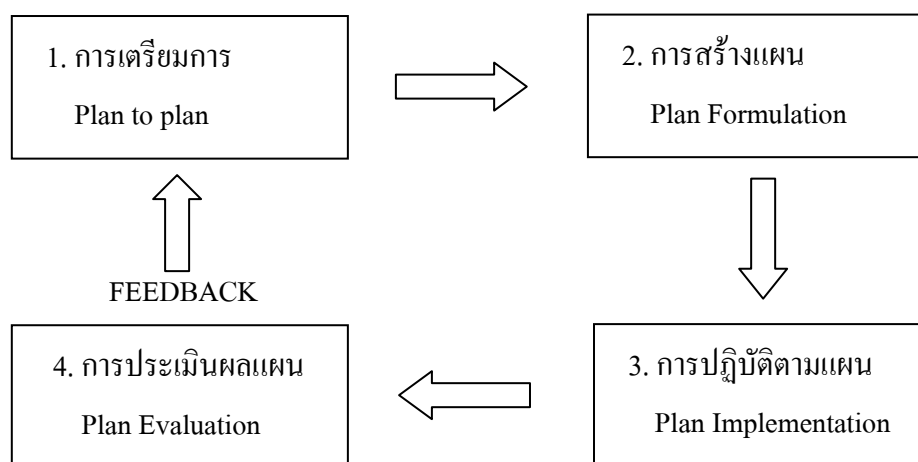 1. การเตรียมการ
Plan to plan
2. การสร้างแผน
Plan Formulation
FEEDBACK
3. การปฏิบัติตามแผน
Plan Implementation
4. การประเมินผลแผน
Plan Evaluation